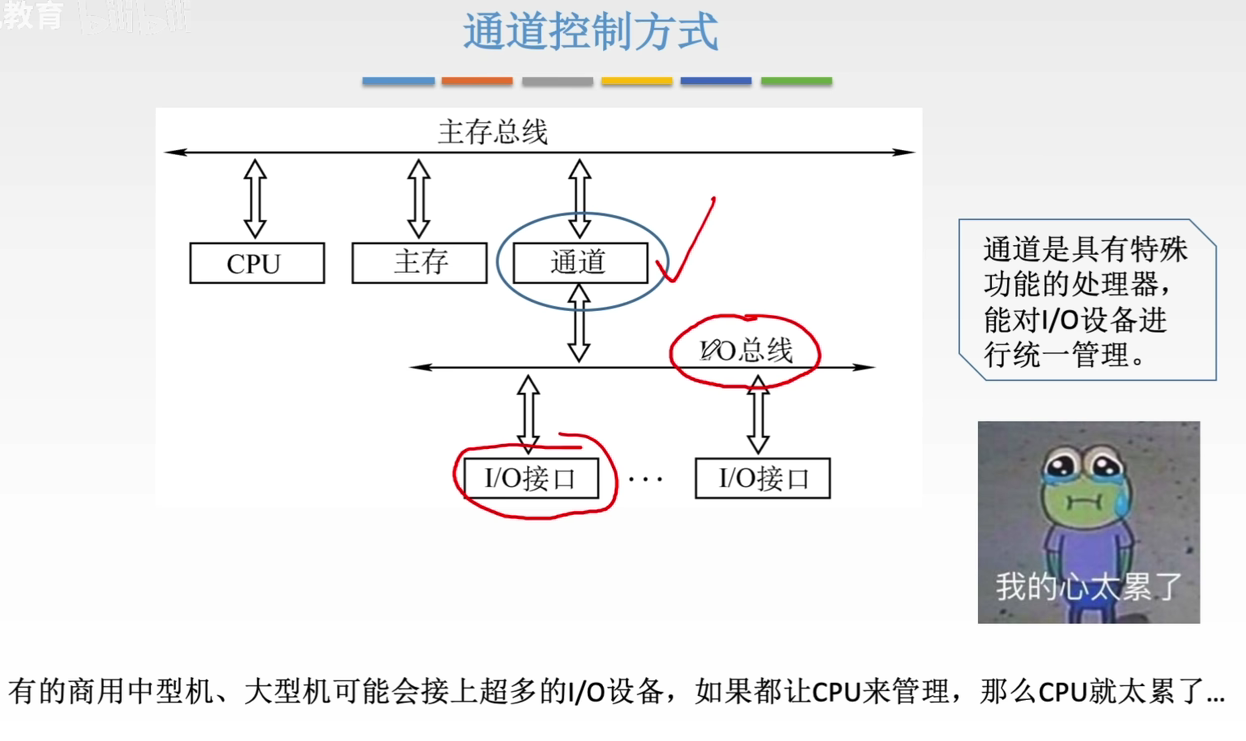 教育
通道控制方式
主存总线
CPU
主存
通道
通道是具有特殊
功能的处理器，
能对I/O设备进
行统一管理。
I/O总线
I/O接口
...
I/O接口
我的心太累了
有的商用中型机、大型机可能会接上超多的I/O设备，如果都让CPU来管理，那么CPU就太累了...